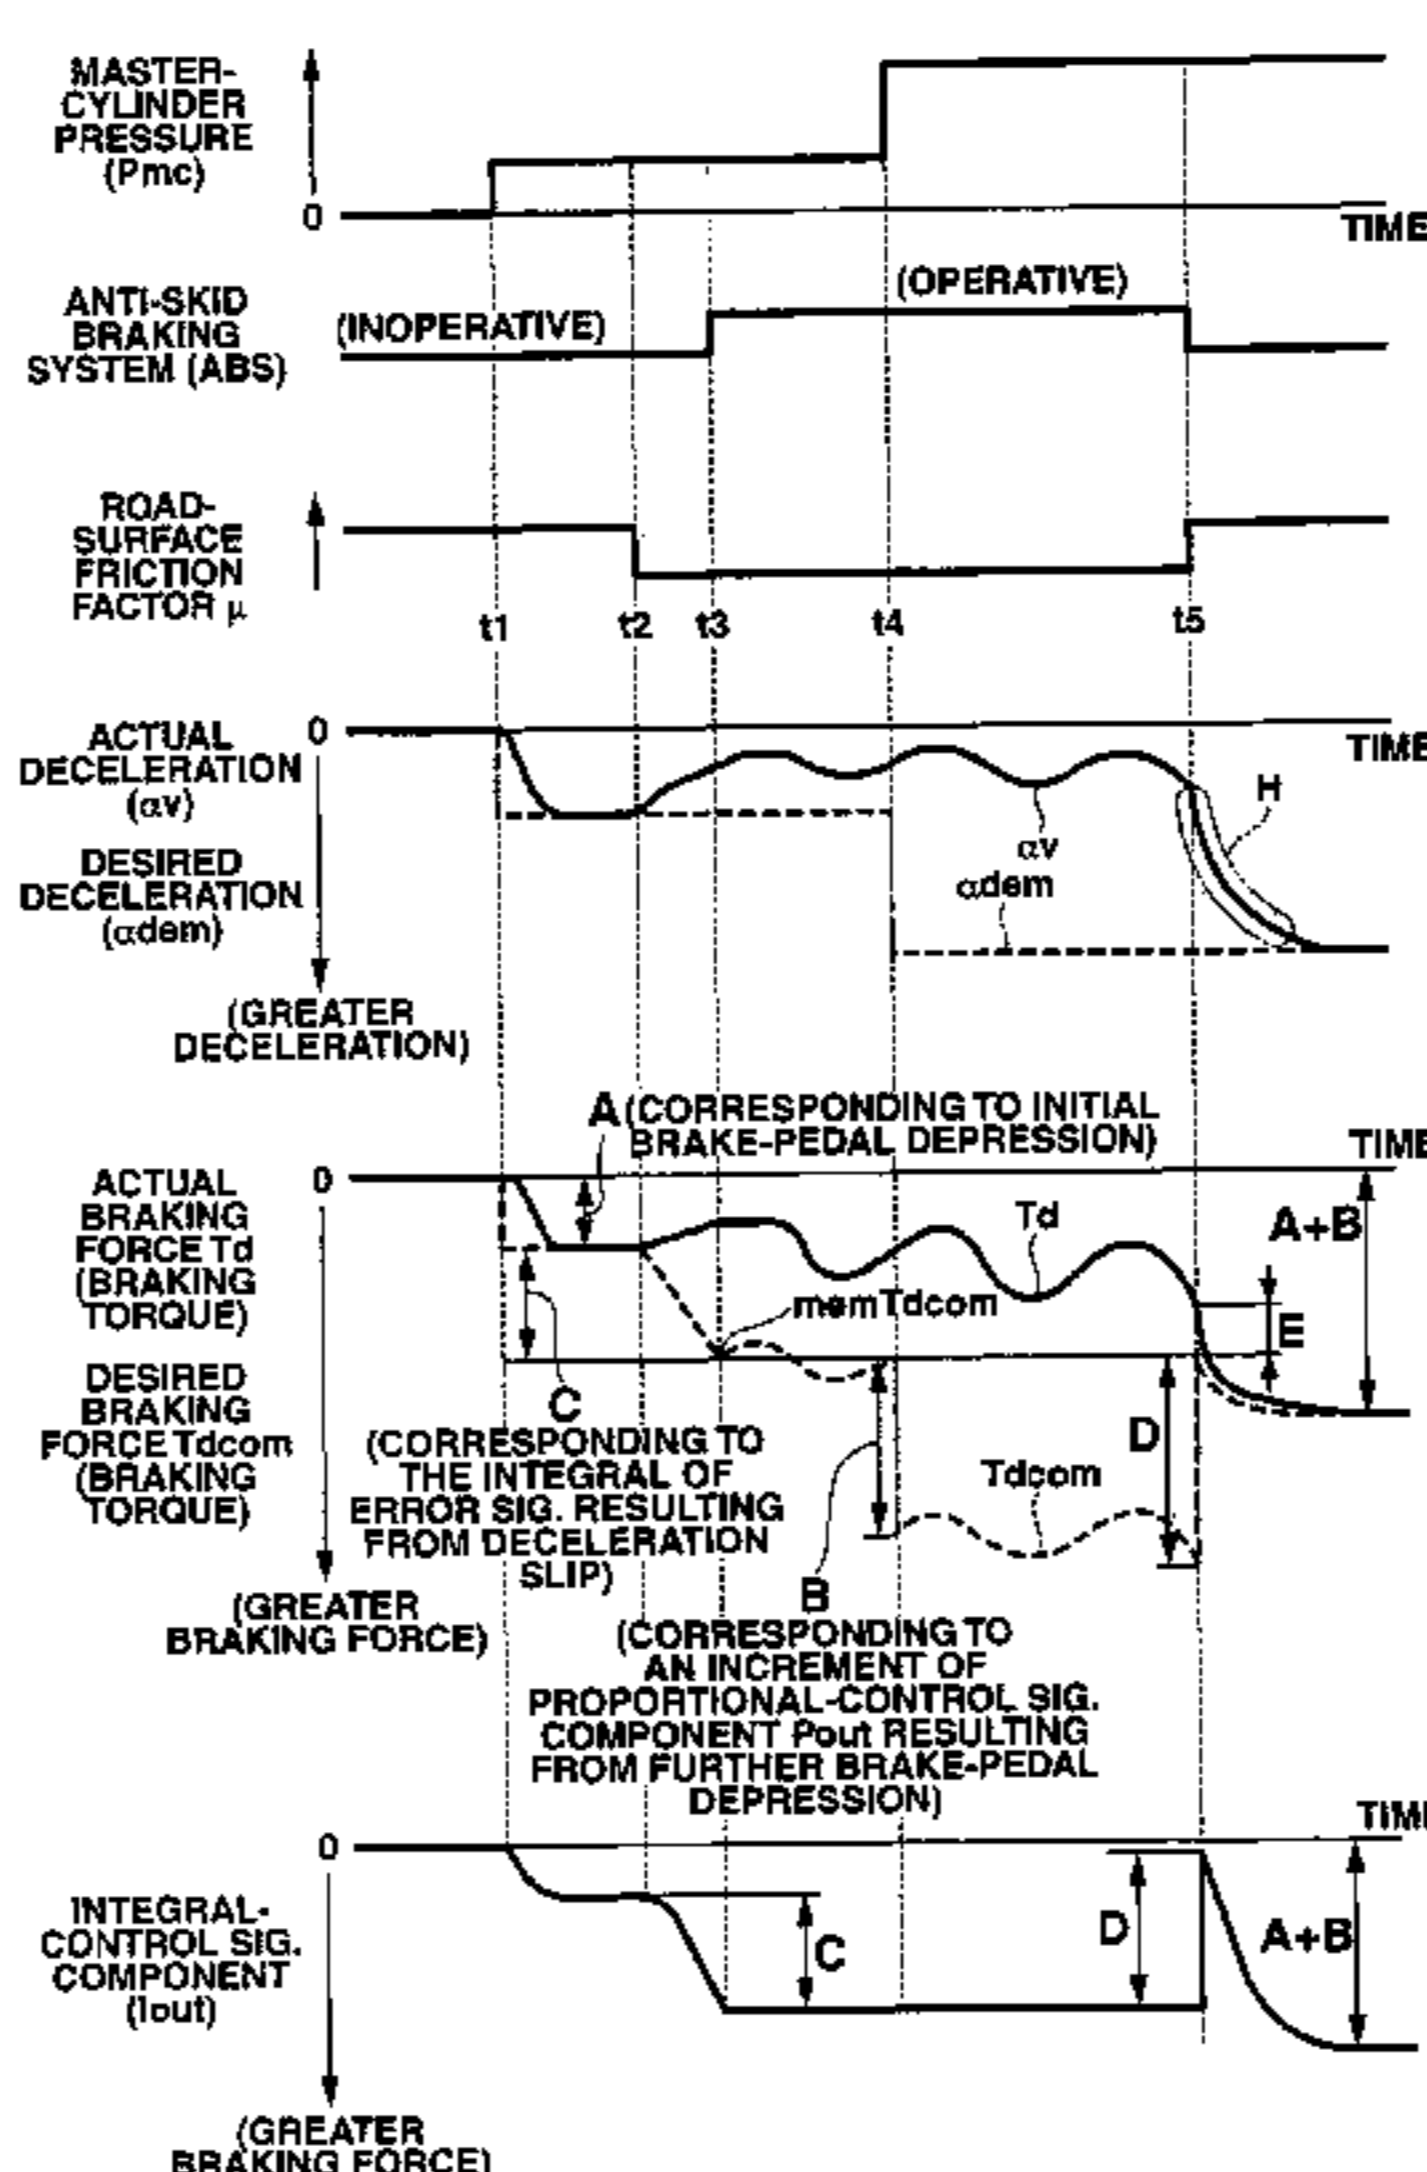 MASTER-
CYLINDER
PRESSURE
(Pmc)
0
TIME
ANTI-SKID
BRAKING
SYSTEM (ABS)
(INOPERATIVE)
(OPERATIVE)
ROAD-
SURFACE
FRICTION
FACTOR μ
t1
t2
t3
t4
t5
0
TIME
ACTUAL
DECELERATION
(αv)
DESIRED
DECELERATION
(αdem)
(GREATER
DECELERATION)
H
αv
αdem
A (CORRESPONDING TO INITIAL
BRAKE-PEDAL DEPRESSION)
TIME
0
ACTUAL
BRAKING
FORCE Td
(BRAKING
TORQUE)
DESIRED
BRAKING
FORCE Tdcom
(BRAKING
TORQUE)
(GREATER
BRAKING FORCE)
Td
A+B
memTdcom
E
C
(CORRESPONDING TO
THE INTEGRAL OF
ERROR SIG. RESULTING
FROM DECELERATION
SLIP)
D
Tdcom
B
(CORRESPONDING TO
AN INCREMENT OF
PROPORTIONAL-CONTROL SIG.
COMPONENT Pout RESULTING
FROM FURTHER BRAKE-PEDAL
DEPRESSION)
0
TIM
INTEGRAL-
CONTROL SIG.
COMPONENT
(Iout)
C
D
A+B
(GREATER
BRAKING FORCE)